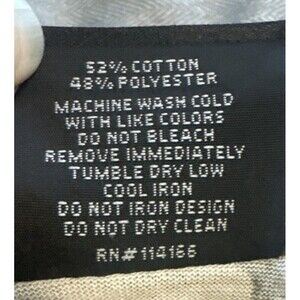 52% COTTON
48% POLYESTER
MACHINE WASH COLD
WITH LIKE COLORS
DO NOT BLEACH
REMOVE IMMEDIATELY
TUMBLE DRY LOW
COOL IRON
DO NOT IRON DESIGN
DO NOT DRY CLEAN
RN#114166